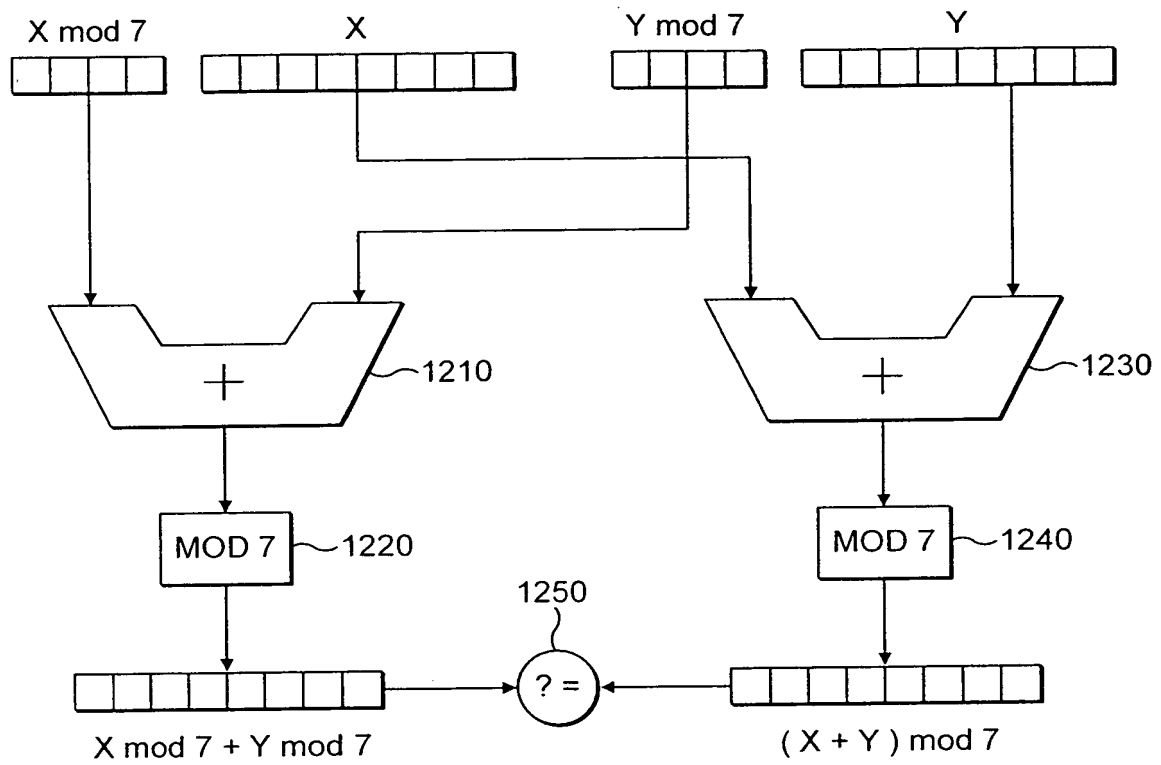 X mod 7
X
Y mod 7
Y
+
1210
+
1230
MOD 7
1220
MOD 7
1240
1250
? =
X mod 7 + Y mod 7
( X + Y ) mod 7